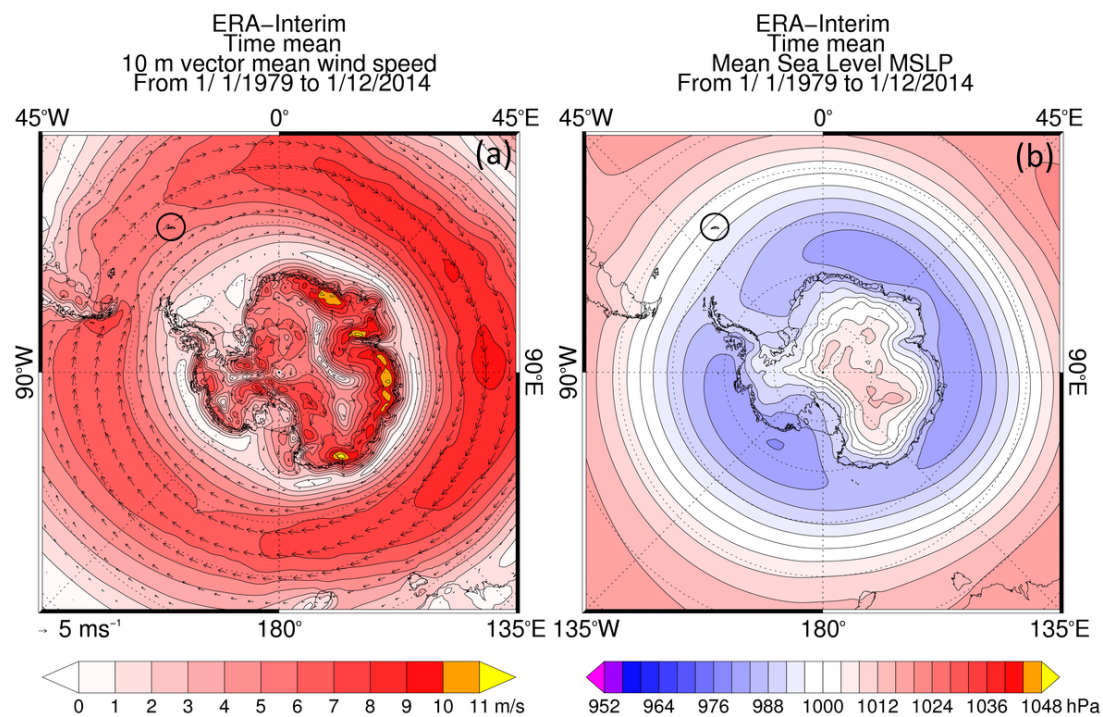 ERA−Interim
Time mean
10 m vector mean wind speed
From 1/ 1/1979 to 1/12/2014
45°W 0° 45°E
(a)
90°W
90°E
5 ms⁻¹ 180° 135°E
0 1 2 3 4 5 6 7 8 9 10 11 m/s
ERA−Interim
Time mean
Mean Sea Level MSLP
From 1/ 1/1979 to 1/12/2014
45°W 0° 45°E
(b)
90°W
90°E
135°W 180° 135°E
952 964 976 988 1000 1012 1024 1036 1048 hPa